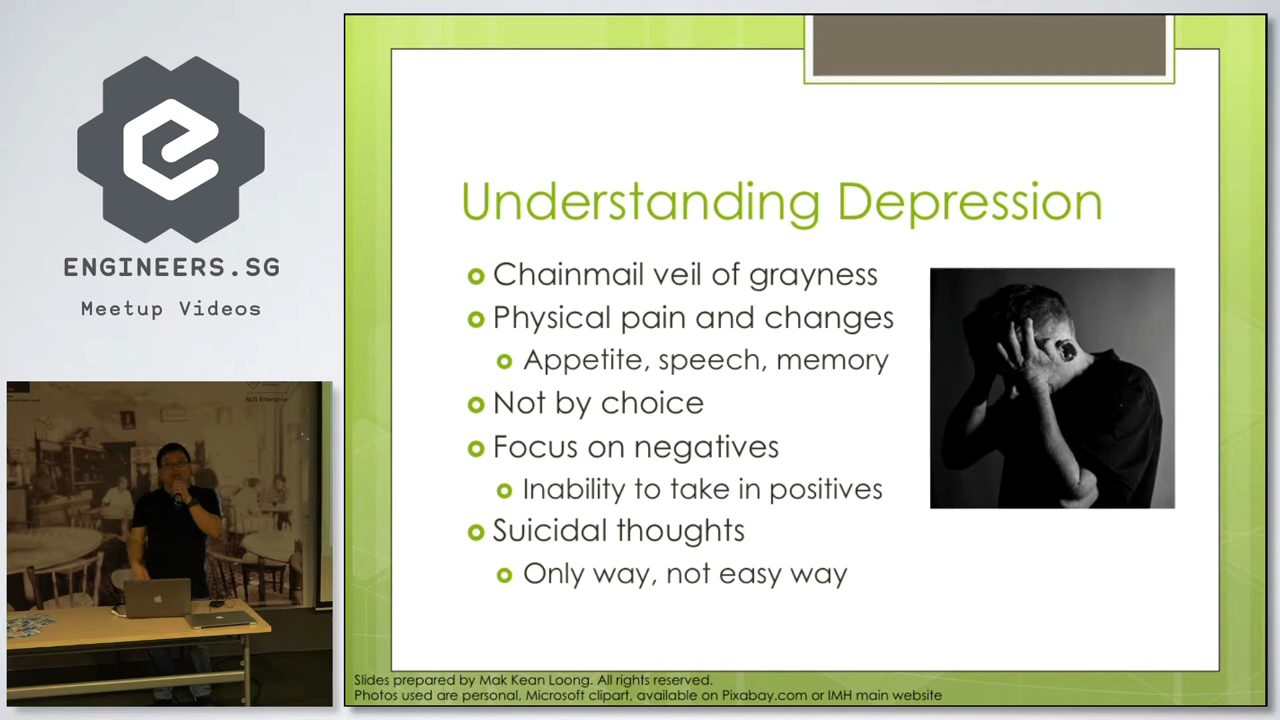 ENGINEERS.SG
Meetup Videos
NUS Enterprise
Understanding Depression
Chainmail veil of grayness
Physical pain and changes
Appetite, speech, memory
Not by choice
Focus on negatives
Inability to take in positives
Suicidal thoughts
Only way, not easy way
Slides prepared by Mak Kean Loong. All rights reserved.
Photos used are personal, Microsoft clipart, available on Pixabay.com or IMH main website